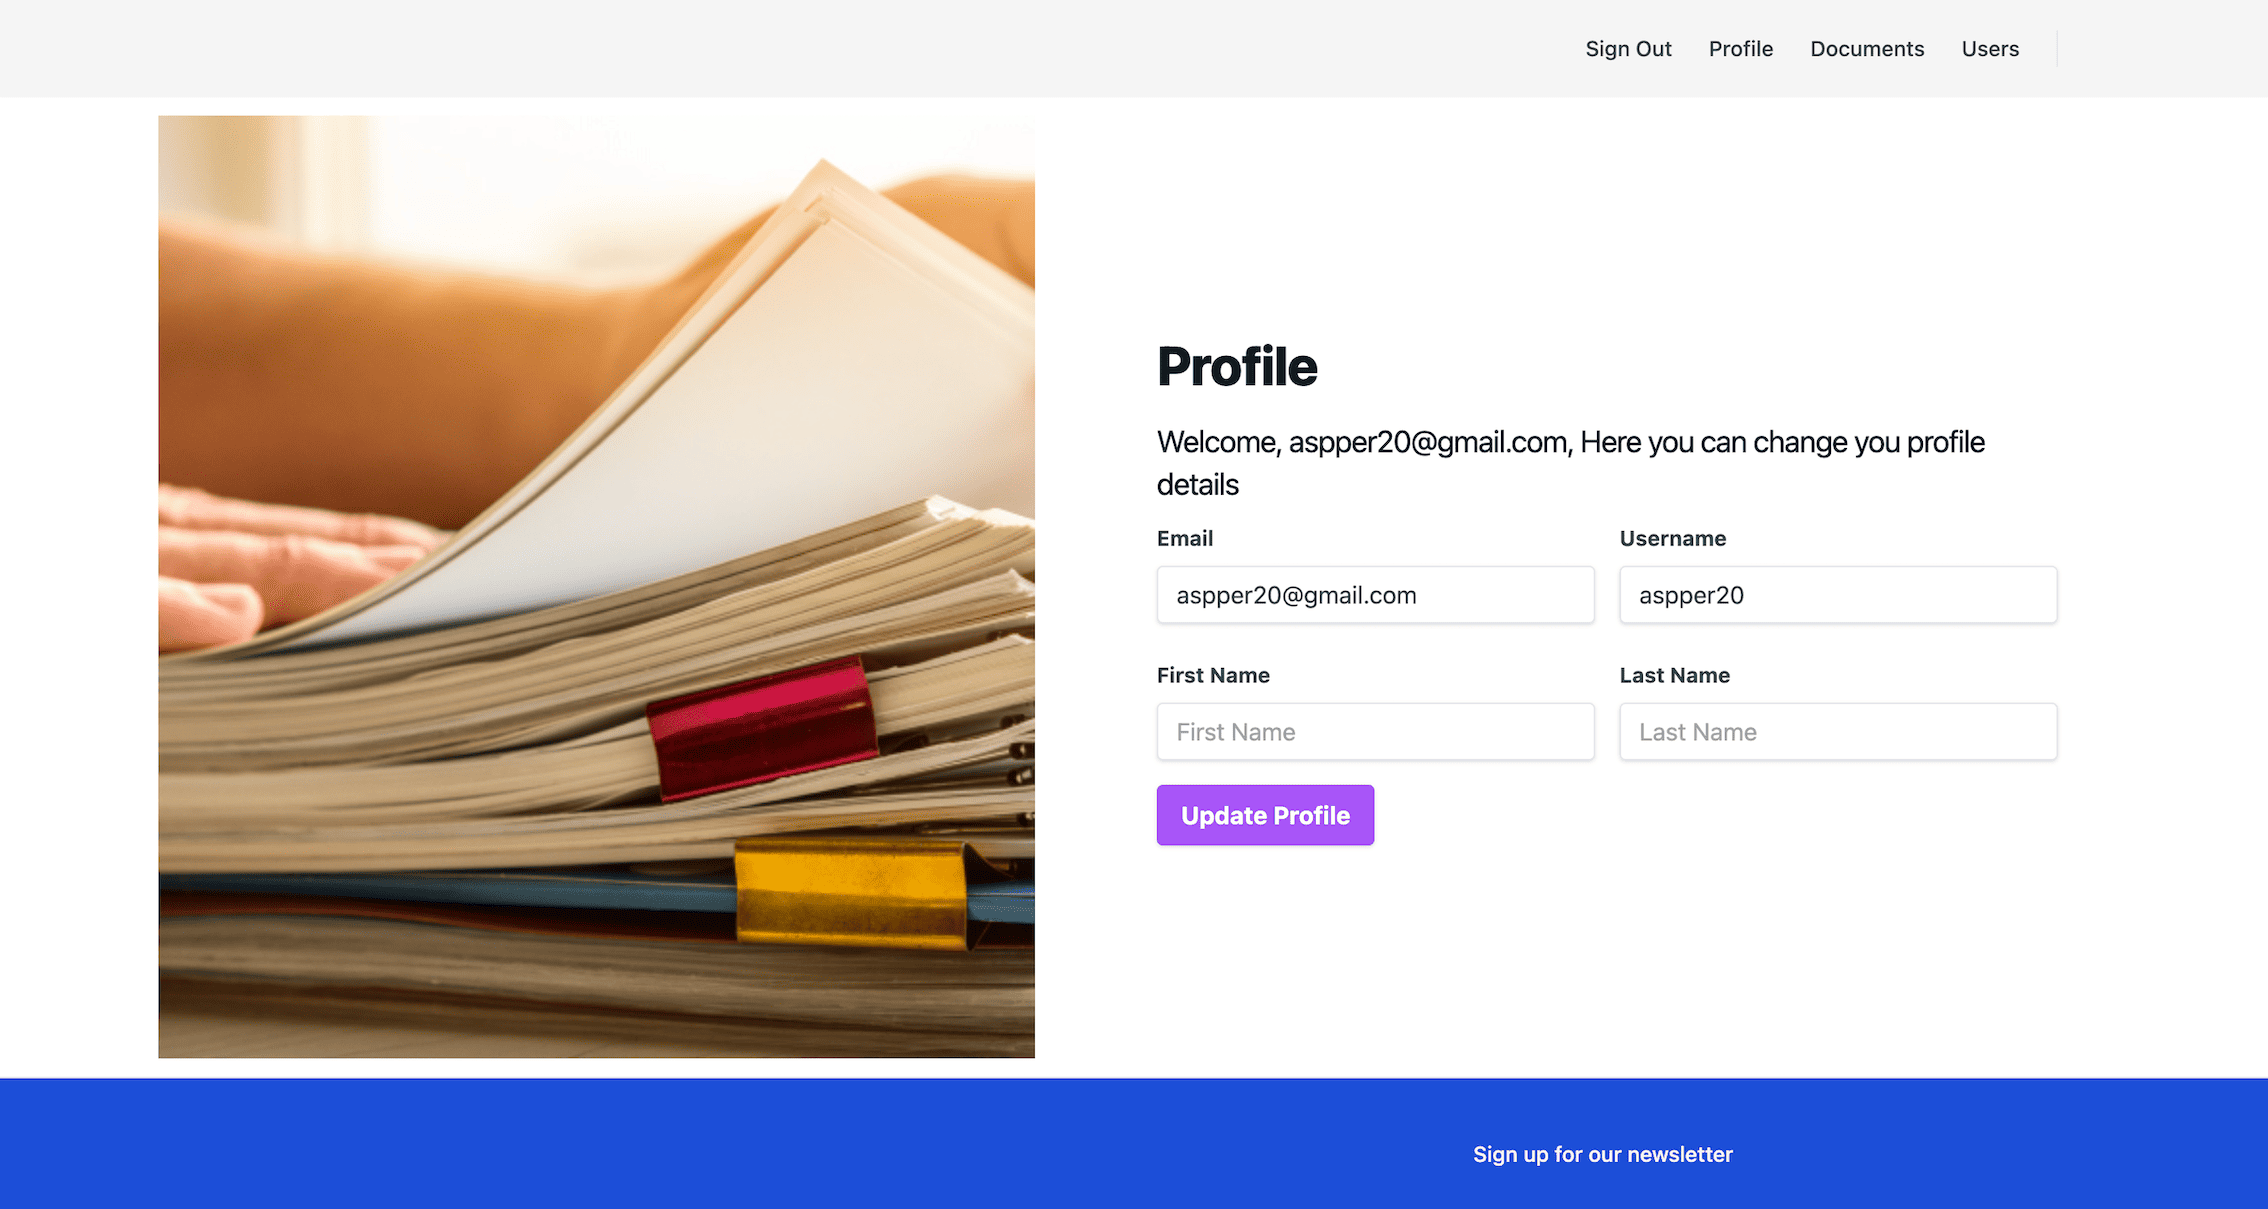 Sign Out Profile Documents Users
Profile
Welcome, aspper20@gmail.com, Here you can change you profile
details
Email Username
aspper20@gmail.com aspper20
First Name Last Name
First Name Last Name
Update Profile
Sign up for our newsletter